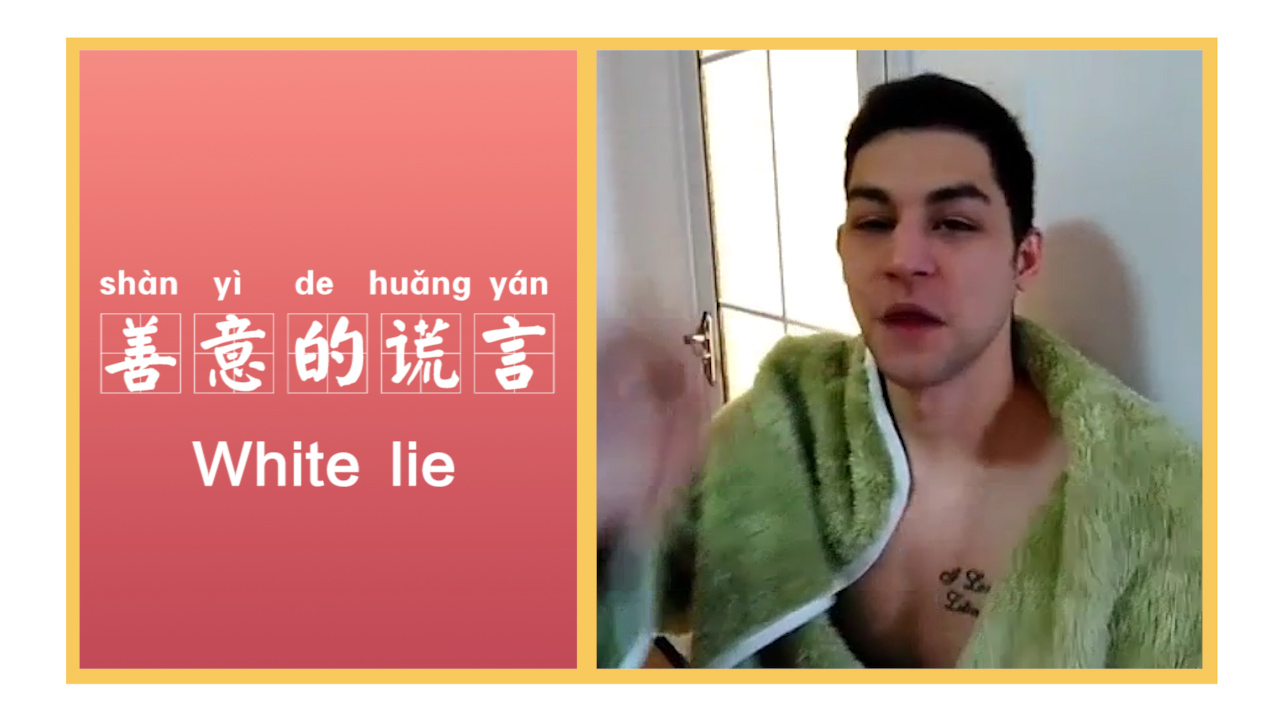 shàn yì de huǎng yán
善意的谎言
White lie